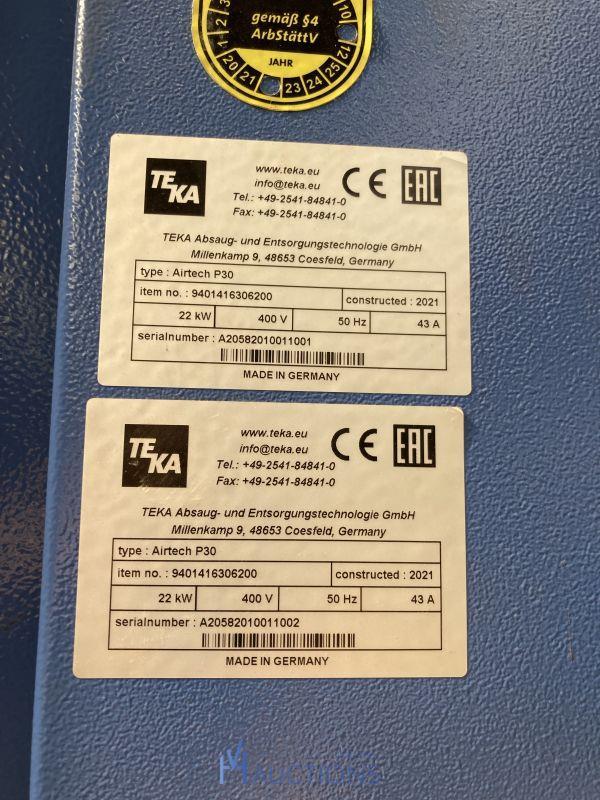 gemäß §4
ArbStättV
JAHR
1 2 10 12
20 21 23 24 25
TEKA
www.teka.eu
info@teka.eu
Tel.: +49-2541-84841-0
Fax: +49-2541-84841-0
CE EAC
TEKA Absaug- und Entsorgungstechnologie GmbH
Millenkamp 9, 48653 Coesfeld, Germany
type : Airtech P30
item no. : 9401416306200 constructed : 2021
22 kW 400 V 50 Hz 43 A
serialnumber : A20582010011001
MADE IN GERMANY
TEKA
www.teka.eu
info@teka.eu
Tel.: +49-2541-84841-0
Fax: +49-2541-84841-0
CE EAC
TEKA Absaug- und Entsorgungstechnologie GmbH
Millenkamp 9, 48653 Coesfeld, Germany
type : Airtech P30
item no. : 9401416306200 constructed : 2021
22 kW 400 V 50 Hz 43 A
serialnumber : A20582010011002
MADE IN GERMANY
AUCTIONS